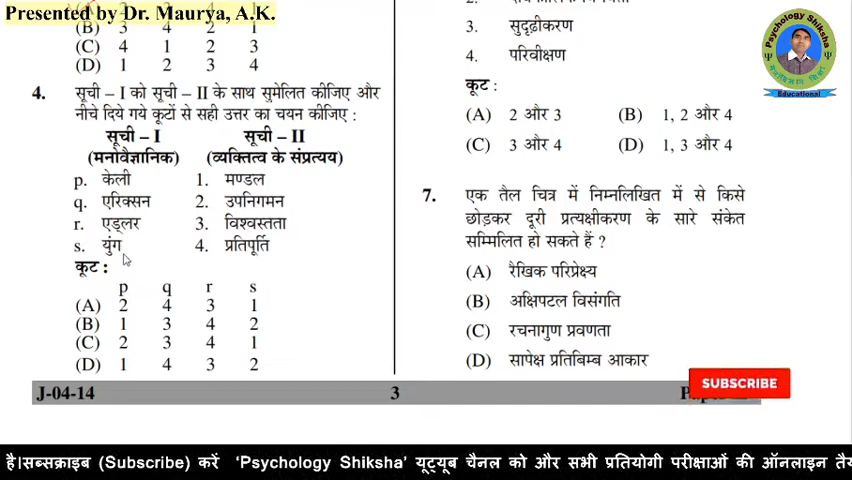 Presented by Dr. Maurya, A.K.
(B) 3 4 2 1
(C) 4 1 2 3
(D) 1 2 3 4
4. सूची – I को सूची – II के साथ सुमेलित कीजिए और
नीचे दिये गये कूटों से सही उत्तर का चयन कीजिए :
सूची – I सूची – II
(मनोवैज्ञानिक) (व्यक्तित्व के संप्रत्यय)
p. केली 1. मण्डल
q. एरिक्सन 2. उपनिगमन
r. एड्लर 3. विश्वस्तता
s. युंग 4. प्रतिपूर्ति
कूट :
p q r s
(A) 2 4 3 1
(B) 1 3 4 2
(C) 2 3 4 1
(D) 1 4 3 2
3. सुदृढ़ीकरण
4. परिवीक्षण
कूट :
(A) 2 और 3 (B) 1, 2 और 4
(C) 3 और 4 (D) 1, 3 और 4
7. एक तैल चित्र में निम्नलिखित में से किसे
छोड़कर दूरी प्रत्यक्षीकरण के सारे संकेत
सम्मिलित हो सकते हैं ?
(A) रैखिक परिप्रेक्ष्य
(B) अक्षिपटल विसंगति
(C) रचनागुण प्रवणता
(D) सापेक्ष प्रतिबिम्ब आकार
Psychology Shiksha
Educational
SUBSCRIBE
J-04-14 3
है।सब्सक्राइब (Subscribe) करें ‘Psychology Shiksha’ यूट्यूब चैनल को और सभी प्रतियोगी परीक्षाओं की ऑनलाइन तै